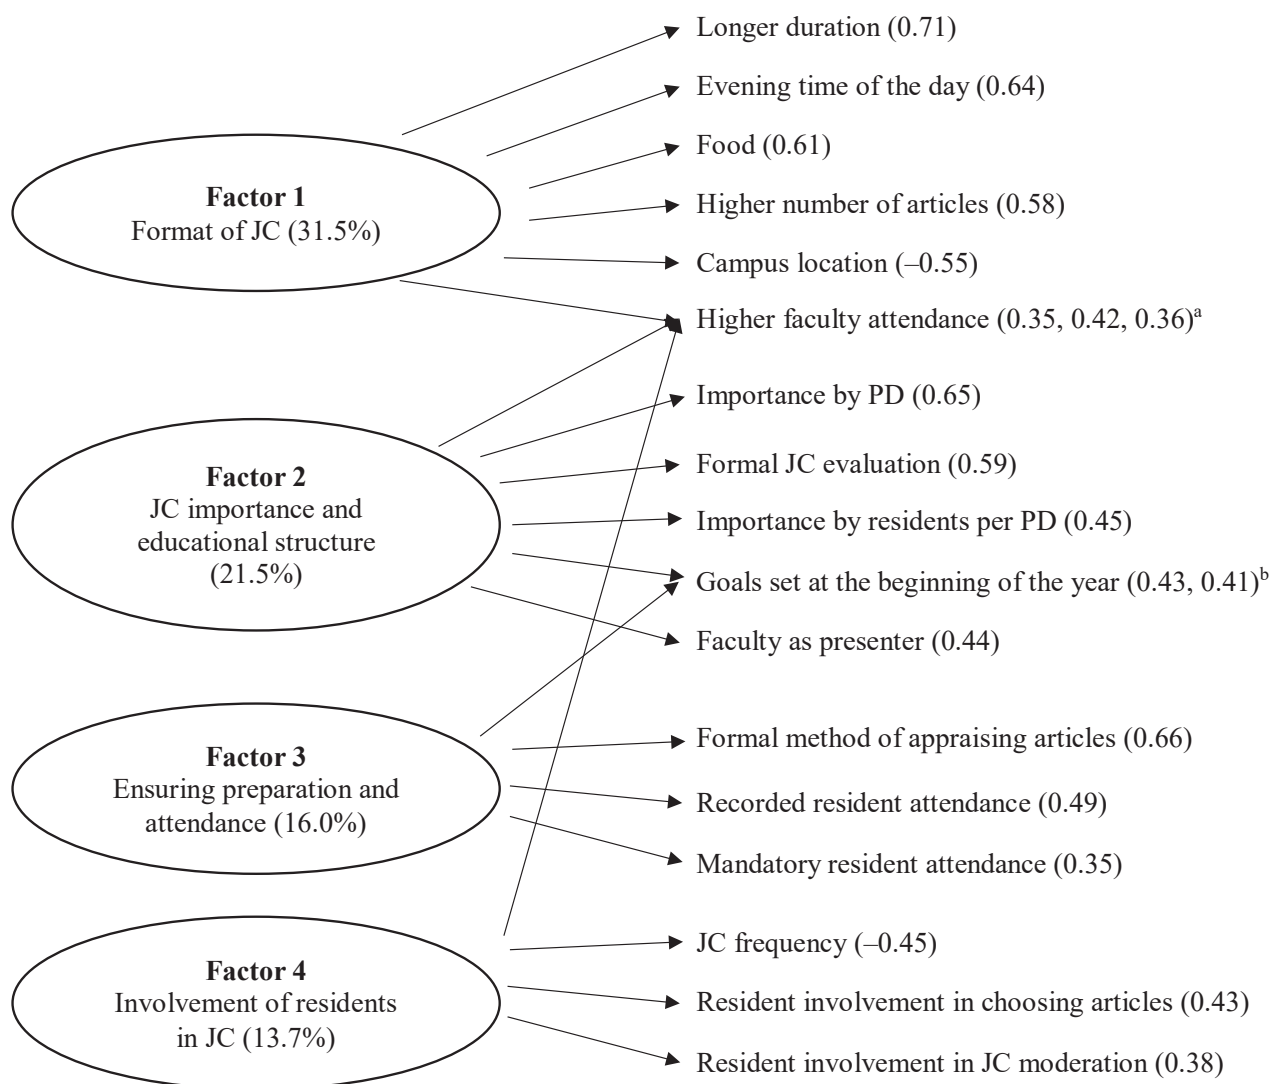 Longer duration (0.71)
Evening time of the day (0.64)
Food (0.61)
Higher number of articles (0.58)
Campus location (–0.55)
Higher faculty attendance (0.35, 0.42, 0.36)ᵃ
Factor 1
Format of JC (31.5%)
Importance by PD (0.65)
Formal JC evaluation (0.59)
Importance by residents per PD (0.45)
Goals set at the beginning of the year (0.43, 0.41)ᵇ
Faculty as presenter (0.44)
Factor 2
JC importance and
educational structure
(21.5%)
Formal method of appraising articles (0.66)
Recorded resident attendance (0.49)
Mandatory resident attendance (0.35)
Factor 3
Ensuring preparation and
attendance (16.0%)
JC frequency (–0.45)
Resident involvement in choosing articles (0.43)
Resident involvement in JC moderation (0.38)
Factor 4
Involvement of residents
in JC (13.7%)